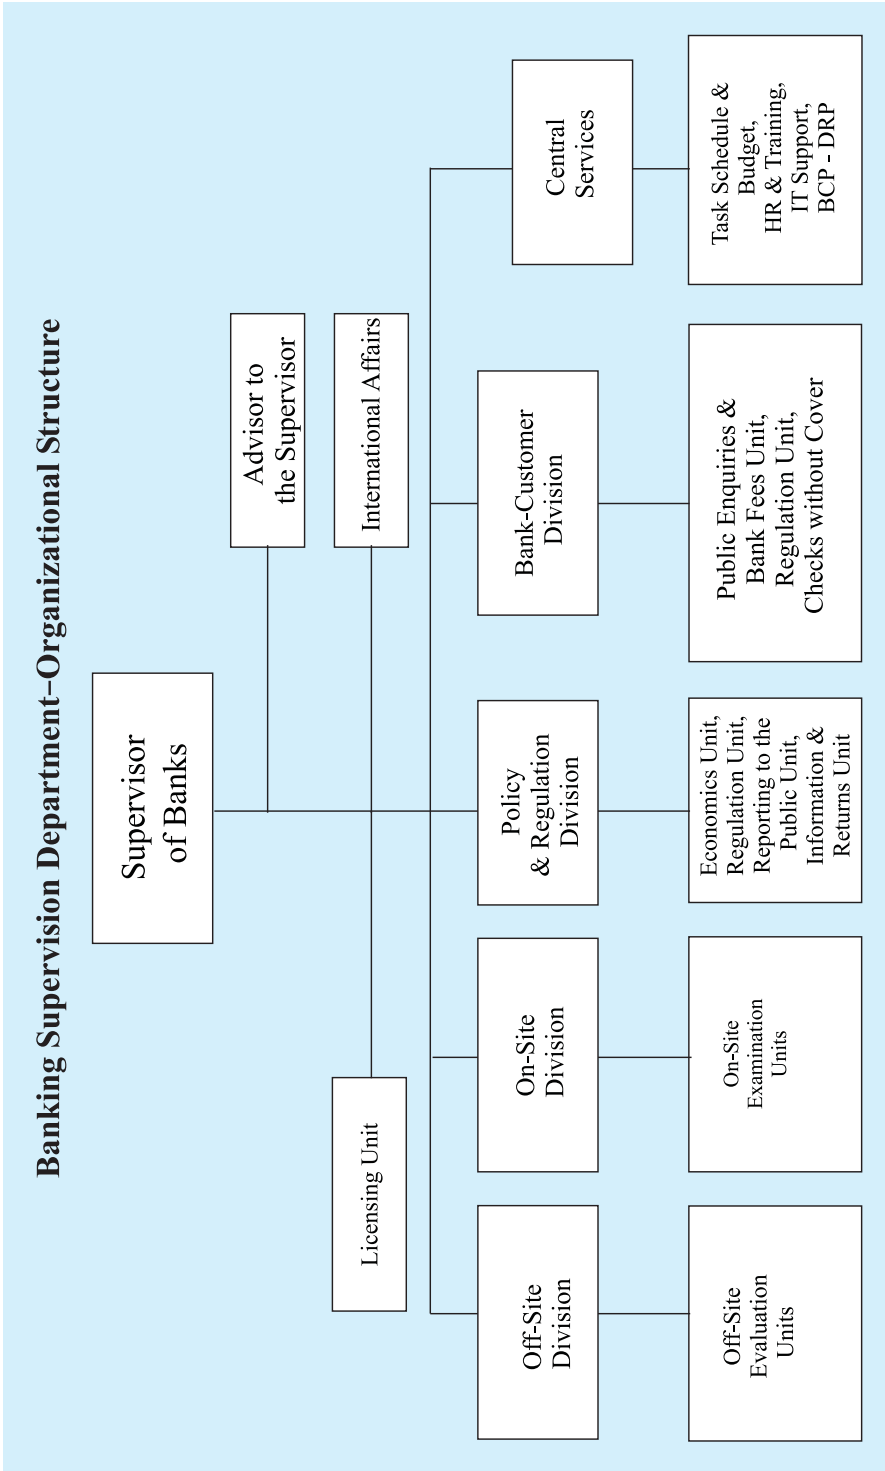 Banking Supervision Department–Organizational Structure
Supervisor
of Banks
Advisor to
the Supervisor
Licensing Unit
International Affairs
Off-Site
Division
On-Site
Division
Policy
& Regulation
Division
Bank-Customer
Division
Central
Services
Off-Site
Evaluation
Units
On-Site
Examination
Units
Economics Unit,
Regulation Unit,
Reporting to the
Public Unit,
Information &
Returns Unit
Public Enquiries &
Bank Fees Unit,
Regulation Unit,
Checks without Cover
Task Schedule &
Budget,
HR & Training,
IT Support,
BCP - DRP